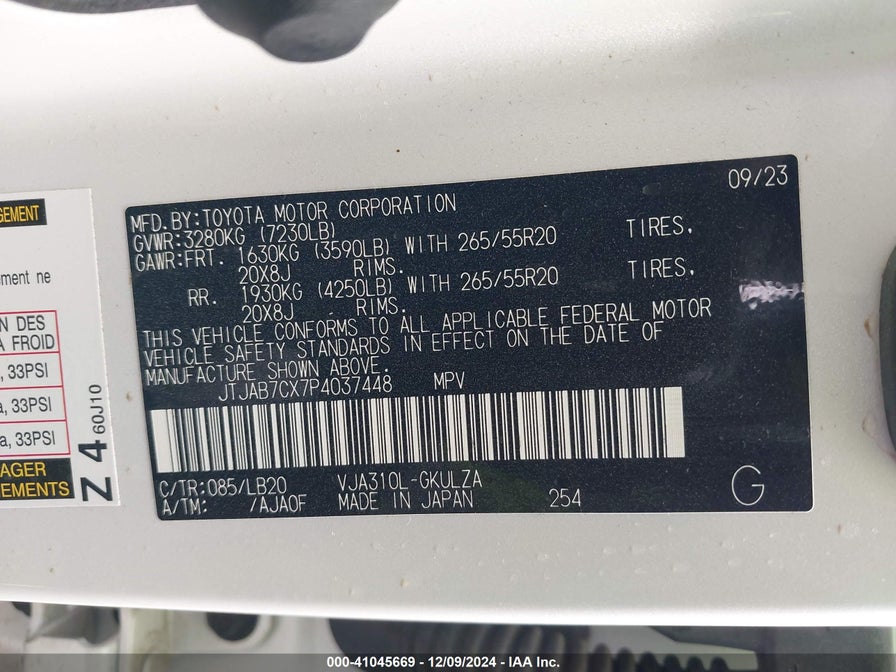 GEMENT
ement ne
N DES
A FROID
, 33PSI
a, 33PSI
a, 33PSI
AGER
EMENTS
Z 4 60J10
09/23
MFD.BY:TOYOTA MOTOR CORPORATION
GVWR:3280KG (7230LB)
GAWR:FRT. 1630KG (3590LB) WITH 265/55R20 TIRES,
20X8J RIMS.
RR. 1930KG (4250LB) WITH 265/55R20 TIRES,
20X8J RIMS.
THIS VEHICLE CONFORMS TO ALL APPLICABLE FEDERAL MOTOR
VEHICLE SAFETY STANDARDS IN EFFECT ON THE DATE OF
MANUFACTURE SHOWN ABOVE.
JTJAB7CX7P4037448 MPV
C/TR:085/LB20 VJA310L-GKULZA
A/TM: /AJA0F MADE IN JAPAN 254 G
000-41045669 - 12/09/2024 - IAA Inc.